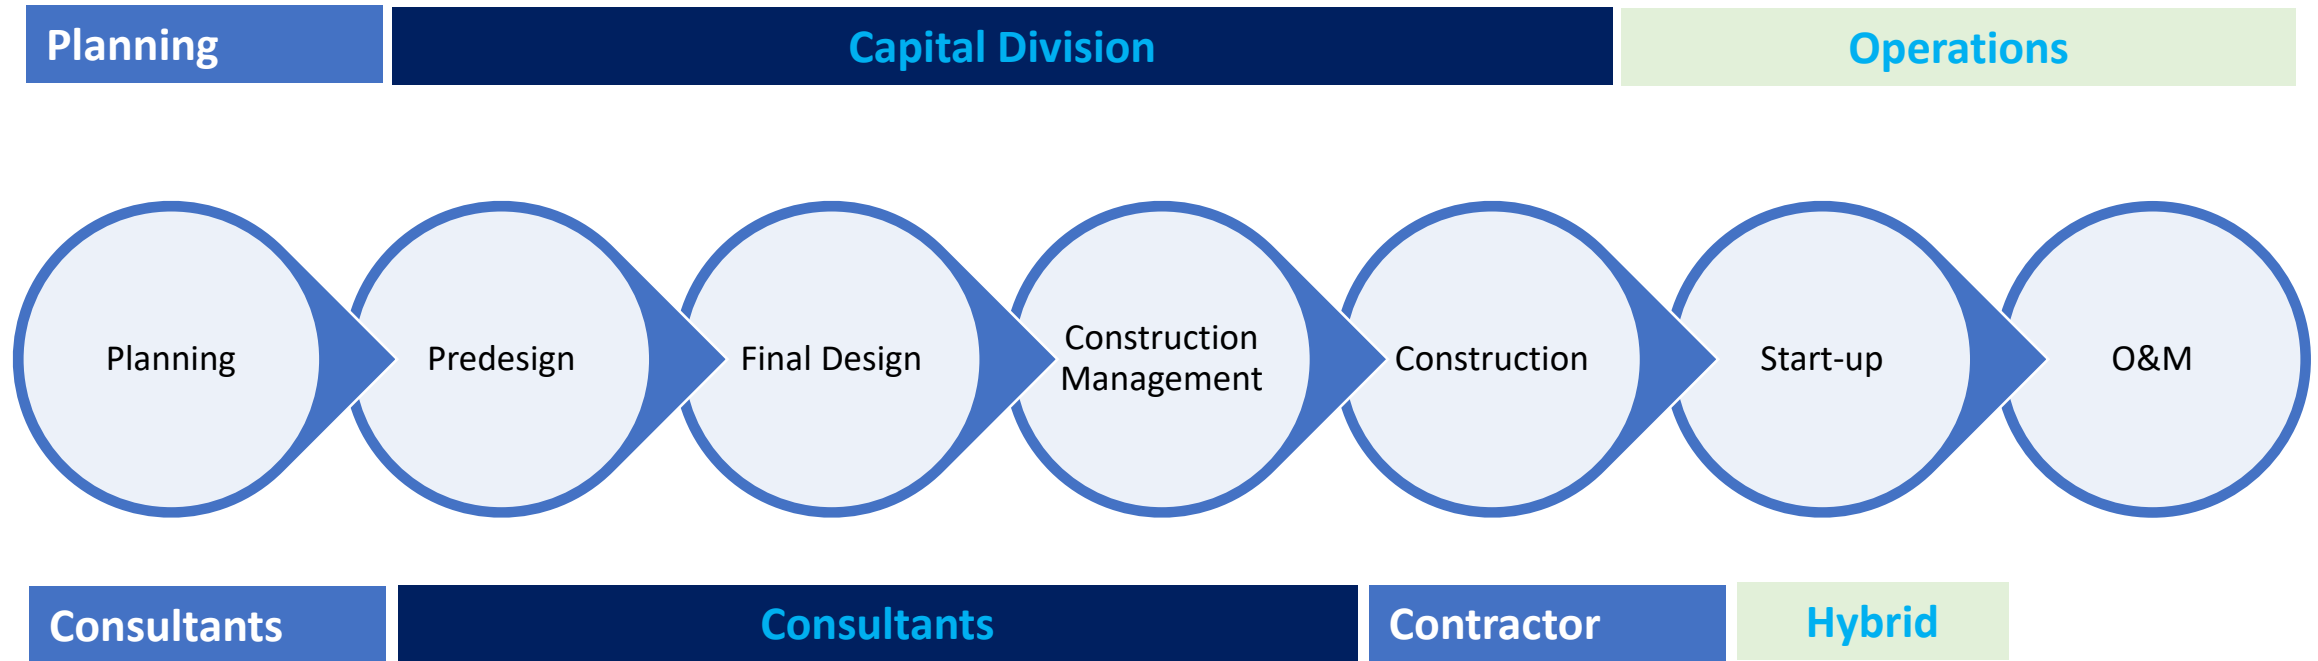 Planning
Capital Division
Operations
Planning
Predesign
Final Design
Construction
Management
Construction
Start-up
O&M
Consultants
Consultants
Contractor
Hybrid